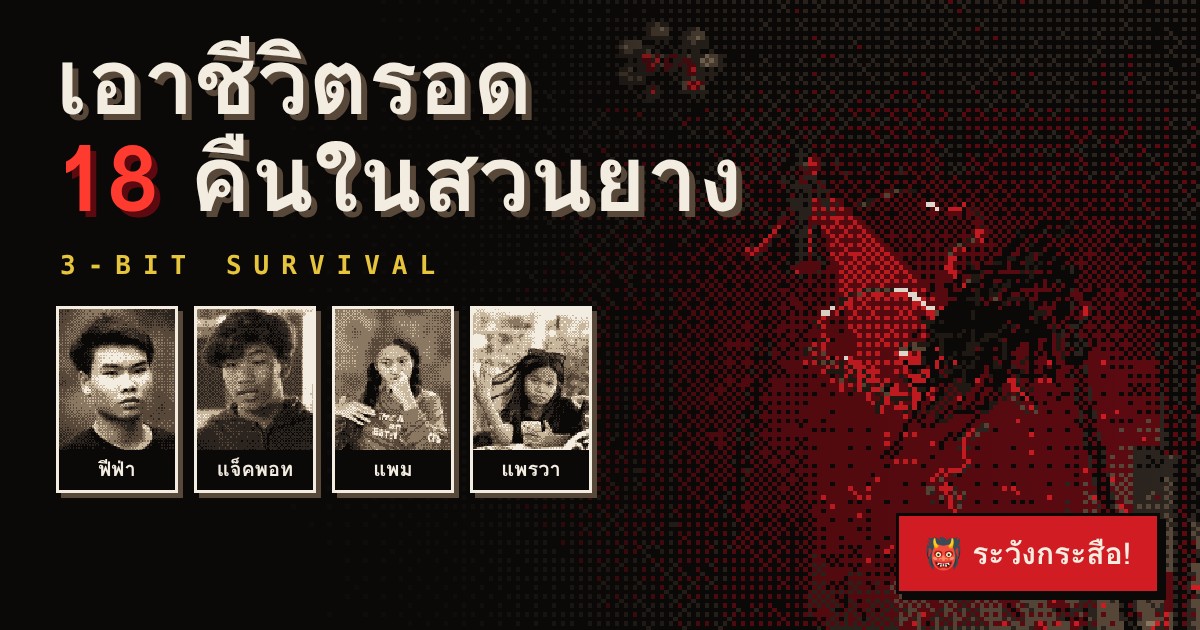 เอาชีวิตรอด
18 คืนในสวนยาง
3-BIT SURVIVAL
ฟีฟ่า
แจ็คพอท
แพม
แพรวา
ระวังกระสือ!